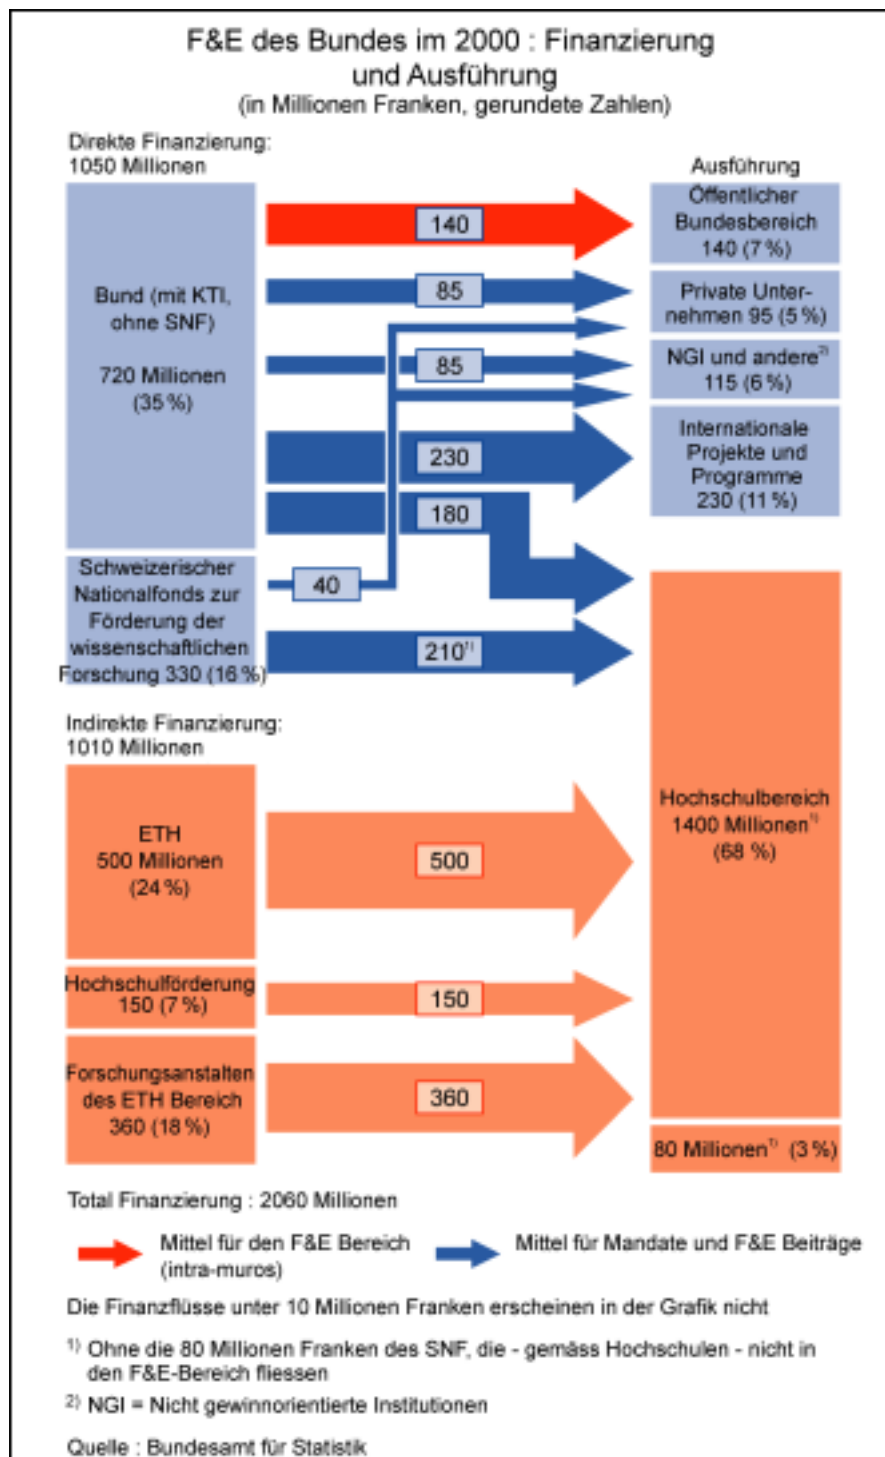 F&E des Bundes im 2000 : Finanzierung
und Ausführung
(in Millionen Franken, gerundete Zahlen)
Direkte Finanzierung:
1050 Millionen
Ausführung
Bund (mit KTI,
ohne SNF)
720 Millionen
(35 %)
140
Öffentlicher
Bundesbereich
140 (7 %)
85
Private Unter-
nehmen 95 (5 %)
85
NGI und andere2)
115 (6 %)
230
Internationale
Projekte und
Programme
230 (11 %)
180
Schweizerischer
Nationalfonds zur
Förderung der
wissenschaftlichen
Forschung 330 (16 %)
40
2101)
Indirekte Finanzierung:
1010 Millionen
ETH
500 Millionen
(24 %)
500
Hochschulbereich
1400 Millionen1)
(68 %)
Hochschulförderung
150 (7 %)
150
Forschungsanstalten
des ETH Bereich
360 (18 %)
360
80 Millionen1) (3 %)
Total Finanzierung : 2060 Millionen
Mittel für den F&E Bereich
(intra-muros)
Mittel für Mandate und F&E Beiträge
Die Finanzflüsse unter 10 Millionen Franken erscheinen in der Grafik nicht
1) Ohne die 80 Millionen Franken des SNF, die - gemäss Hochschulen - nicht in
den F&E-Bereich fliessen
2) NGI = Nicht gewinnorientierte Institutionen
Quelle : Bundesamt für Statistik